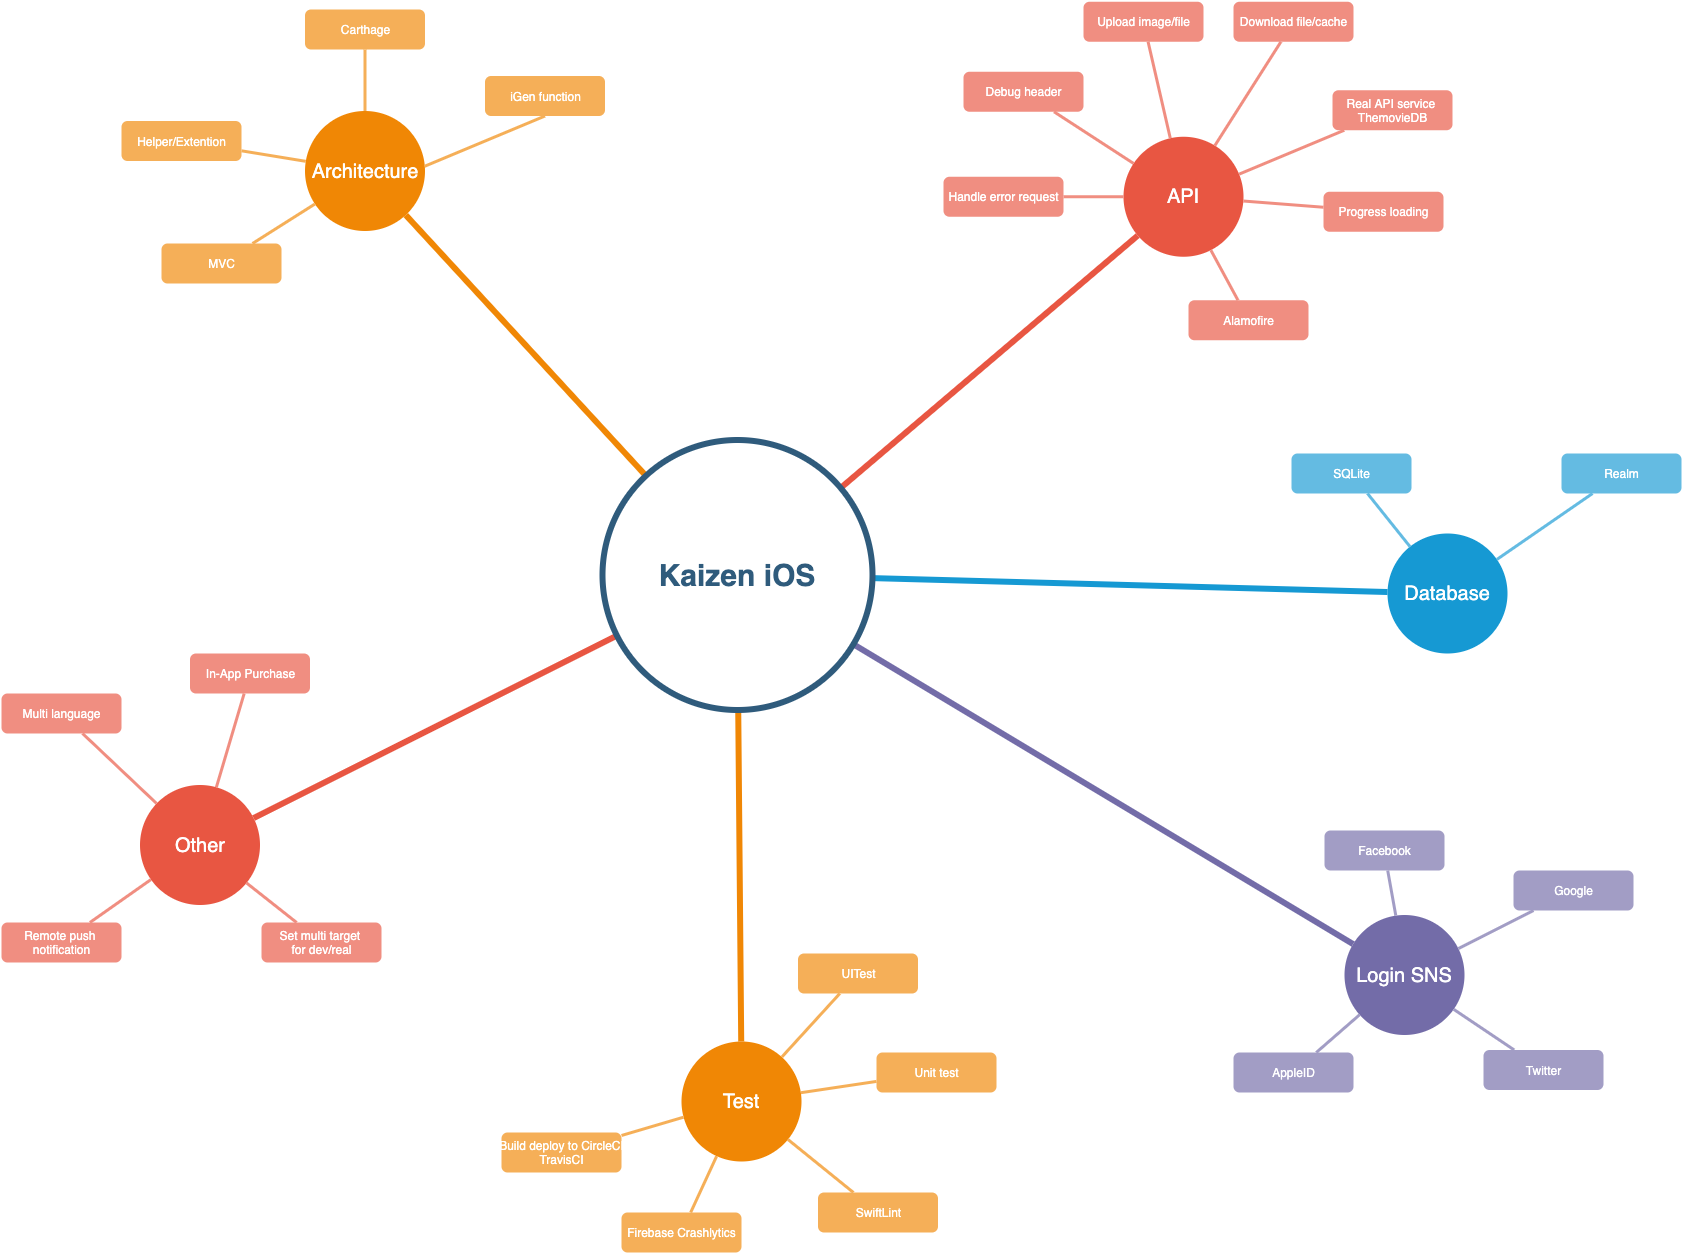 Carthage
iGen function
Helper/Extention
Architecture
MVC
Upload image/file
Download file/cache
Debug header
Real API service
ThemovieDB
Handle error request
API
Progress loading
Alamofire
SQLite
Realm
Kaizen iOS
Database
In-App Purchase
Multi language
Other
Remote push
notification
Set multi target
for dev/real
Facebook
Google
Login SNS
AppleID
Twitter
UITest
Unit test
Test
Build deploy to CircleC
TravisCI
SwiftLint
Firebase Crashlytics